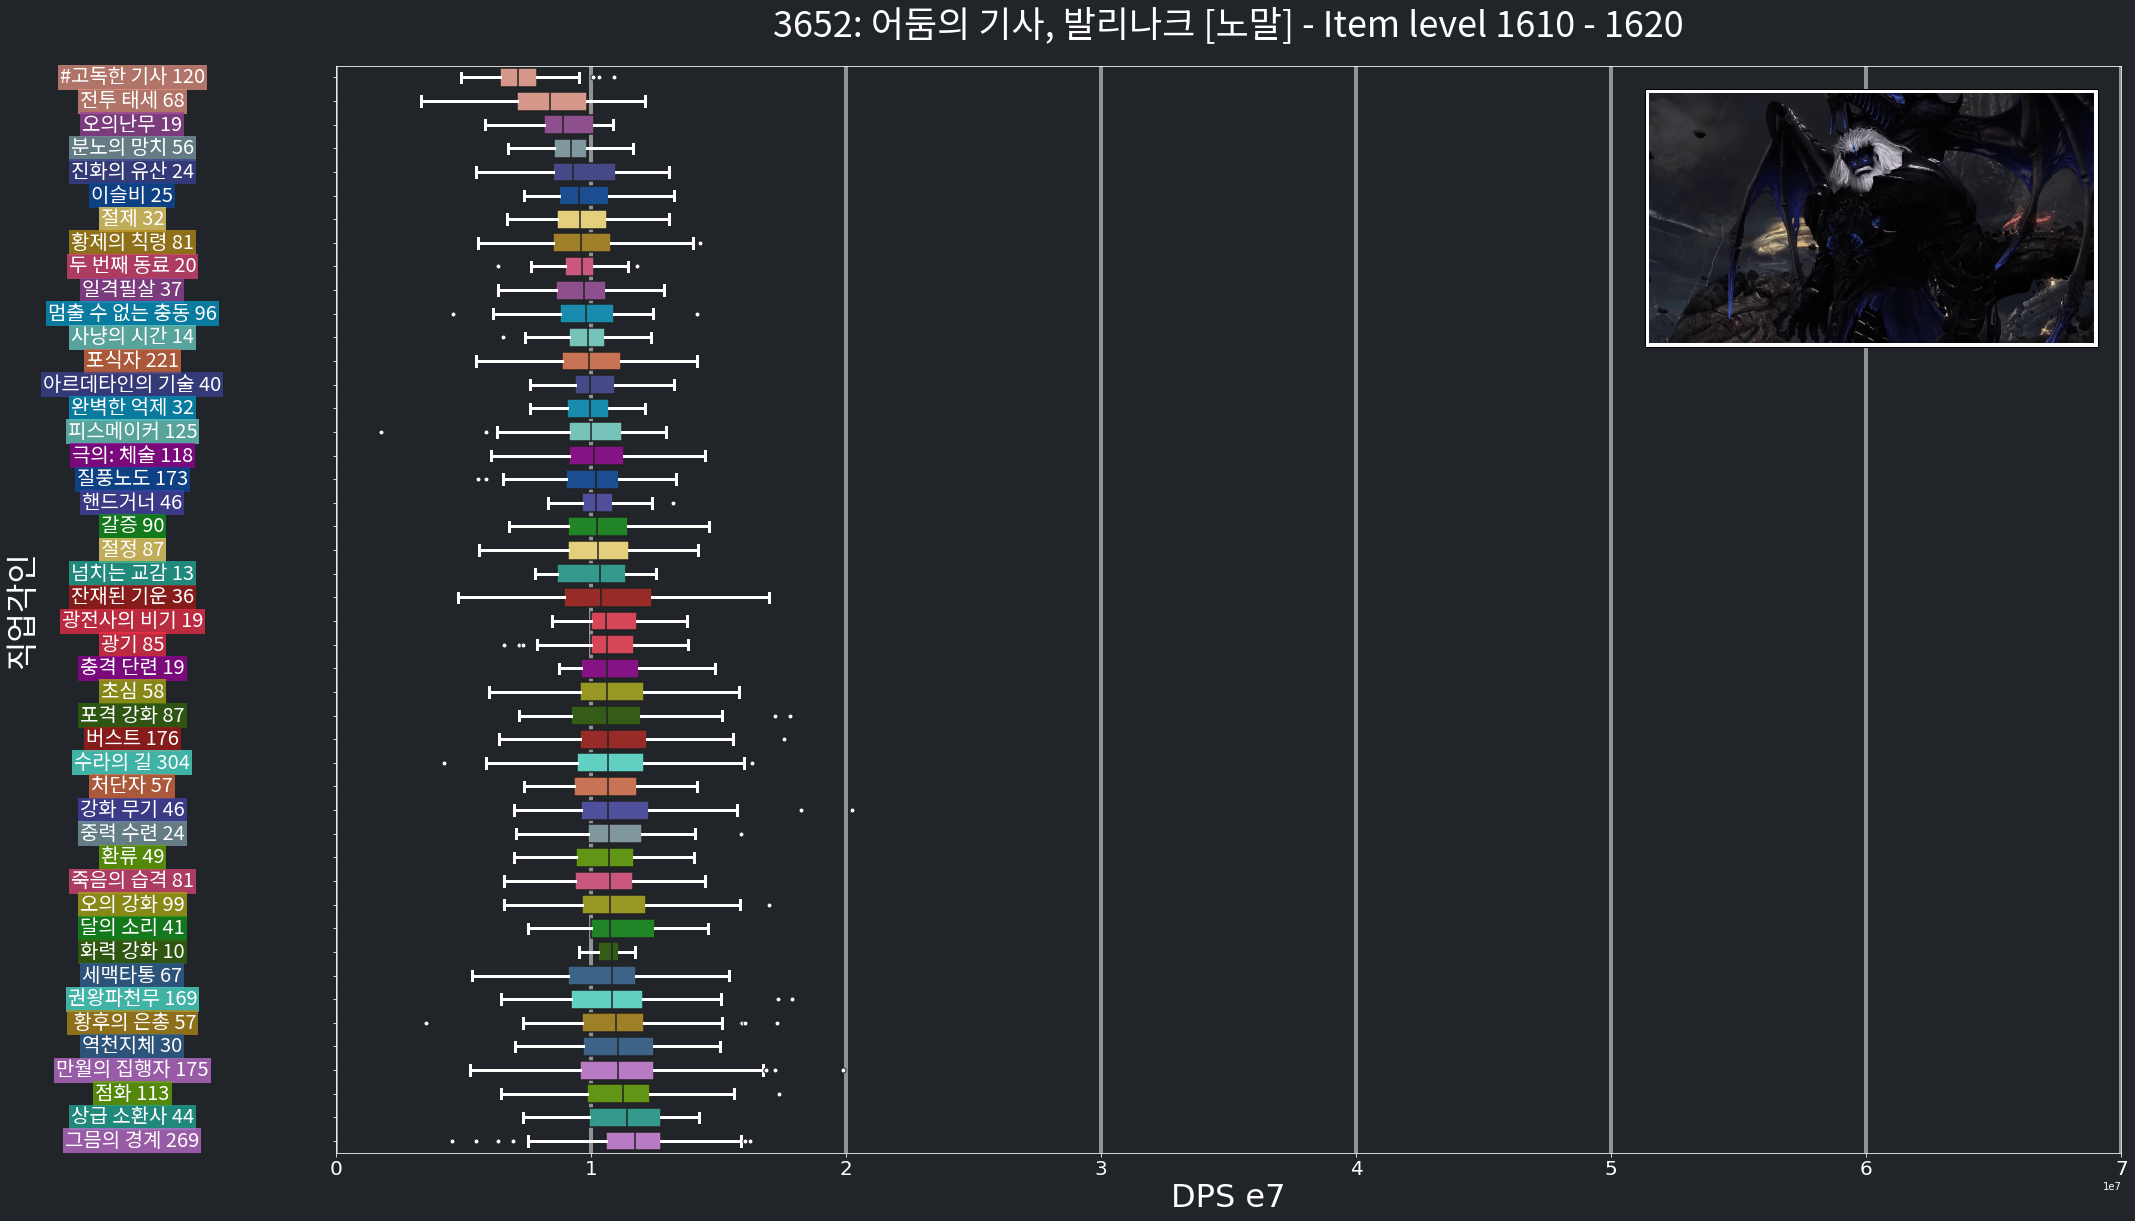 3652: 어둠의 기사, 발리나크 [노말] - Item level 1610 - 1620
#고독한 기사 120
전투 태세 68
오의난무 19
분노의 망치 56
진화의 유산 24
이슬비 25
절제 32
황제의 칙령 81
두 번째 동료 20
일격필살 37
멈출 수 없는 충동 96
사냥의 시간 14
포식자 221
아르데타인의 기술 40
완벽한 억제 32
피스메이커 125
극의: 체술 118
질풍노도 173
핸드거너 46
갈증 90
절정 87
넘치는 교감 13
잔재된 기운 36
광전사의 비기 19
광기 85
충격 단련 19
초심 58
포격 강화 87
버스트 176
수라의 길 304
처단자 57
강화 무기 46
중력 수련 24
환류 49
죽음의 습격 81
오의 강화 99
달의 소리 41
화력 강화 10
세맥타통 67
권왕파천무 169
황후의 은총 57
역천지체 30
만월의 집행자 175
점화 113
상급 소환사 44
그믐의 경계 269
직업각인
0 1 2 3 4 5 6 7
1e7
DPS e7